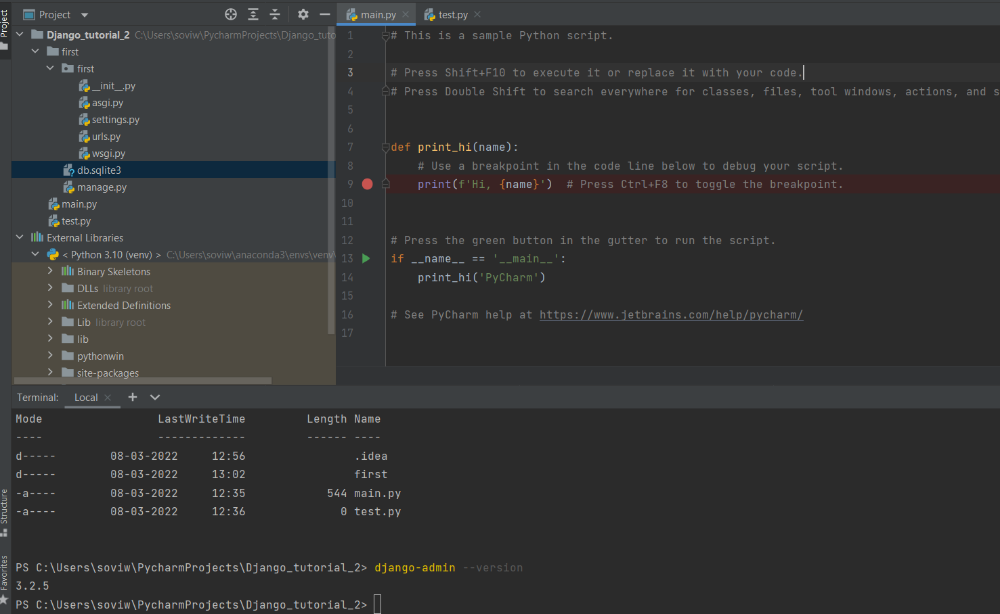 Project
Project
Django_tutorial_2 C:\Users\soviw\PycharmProjects\Django_tuto
first
first
__init__.py
asgi.py
settings.py
urls.py
wsgi.py
db.sqlite3
manage.py
main.py
test.py
External Libraries
< Python 3.10 (venv) > C:\Users\soviw\anaconda3\envs\venv\
Binary Skeletons
DLLs library root
Extended Definitions
Lib library root
lib
pythonwin
site-packages
main.py
test.py
1 # This is a sample Python script.
2
3 # Press Shift+F10 to execute it or replace it with your code.
4 # Press Double Shift to search everywhere for classes, files, tool windows, actions, and s
5
6
7 def print_hi(name):
8 # Use a breakpoint in the code line below to debug your script.
9 print(f'Hi, {name}') # Press Ctrl+F8 to toggle the breakpoint.
10
11
12 # Press the green button in the gutter to run the script.
13 if __name__ == '__main__':
14 print_hi('PyCharm')
15
16 # See PyCharm help at https://www.jetbrains.com/help/pycharm/
17
Terminal: Local
Mode LastWriteTime Length Name
---- ------------- ------ ----
d----- 08-03-2022 12:56 .idea
d----- 08-03-2022 13:02 first
-a---- 08-03-2022 12:35 544 main.py
-a---- 08-03-2022 12:36 0 test.py
PS C:\Users\soviw\PycharmProjects\Django_tutorial_2> django-admin --version
3.2.5
PS C:\Users\soviw\PycharmProjects\Django_tutorial_2>
Structure
Favorites